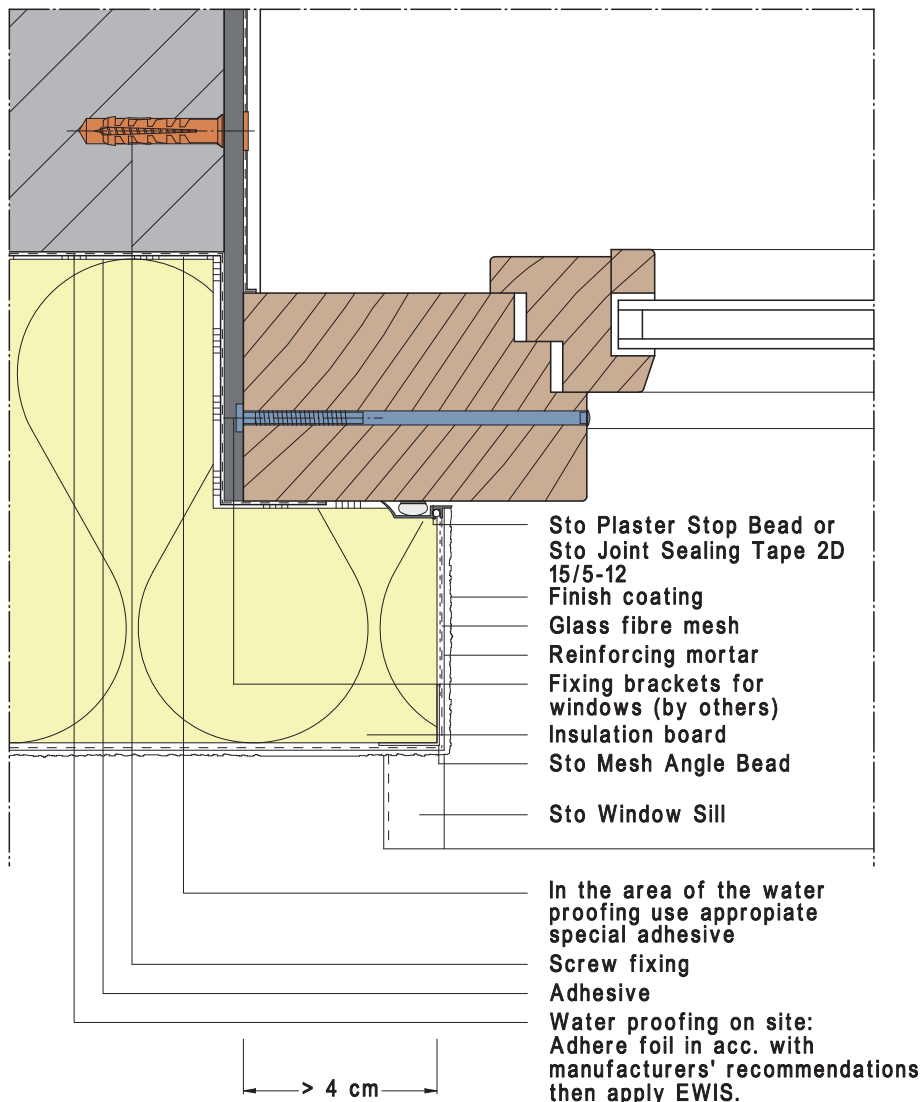 Sto Plaster Stop Bead or
Sto Joint Sealing Tape 2D
15/5-12
Finish coating
Glass fibre mesh
Reinforcing mortar
Fixing brackets for
windows (by others)
Insulation board
Sto Mesh Angle Bead
Sto Window Sill
In the area of the water
proofing use appropiate
special adhesive
Screw fixing
Adhesive
Water proofing on site:
Adhere foil in acc. with
manufacturers' recommendations
then apply EWIS.
> 4 cm